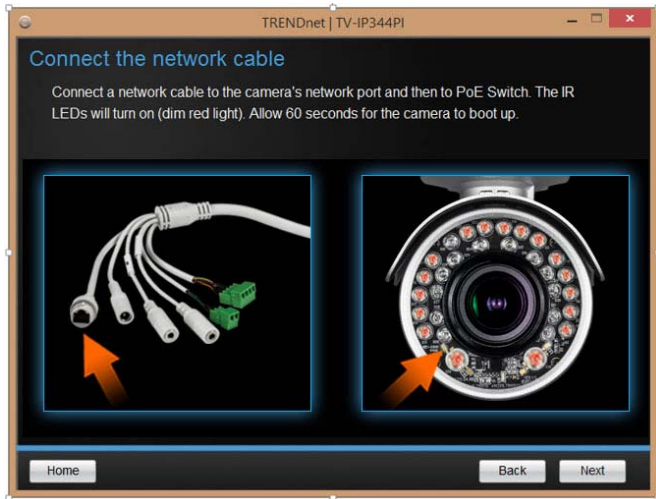 TRENDnet | TV-IP344PI
Connect the network cable
Connect a network cable to the camera's network port and then to PoE Switch. The IR
LEDs will turn on (dim red light). Allow 60 seconds for the camera to boot up.
Home
Back
Next